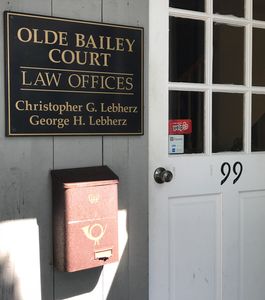 OLDE BAILEY
COURT
LAW OFFICES
Christopher G. Lebherz
George H. Lebherz
99